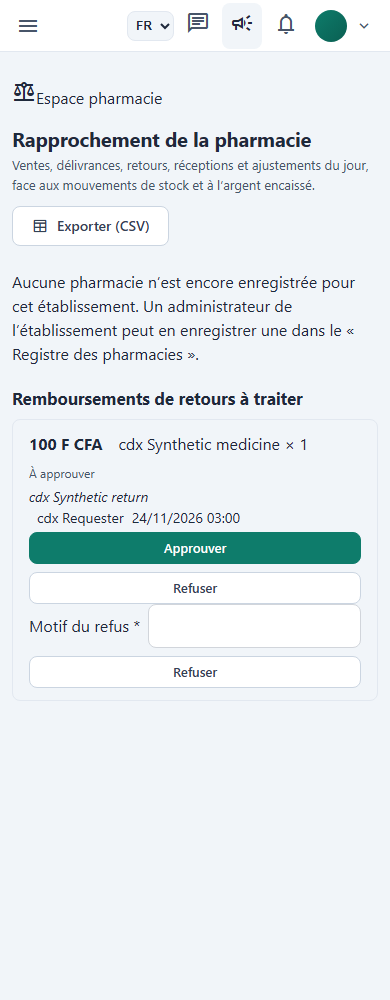 FR
Espace pharmacie
Rapprochement de la pharmacie
Ventes, délivrances, retours, réceptions et ajustements du jour,
face aux mouvements de stock et à l’argent encaissé.
Exporter (CSV)
Aucune pharmacie n’est encore enregistrée pour
cet établissement. Un administrateur de
l’établissement peut en enregistrer une dans le «
Registre des pharmacies ».
Remboursements de retours à traiter
100 F CFA cdx Synthetic medicine × 1
À approuver
cdx Synthetic return
cdx Requester 24/11/2026 03:00
Approuver
Refuser
Motif du refus *
Refuser